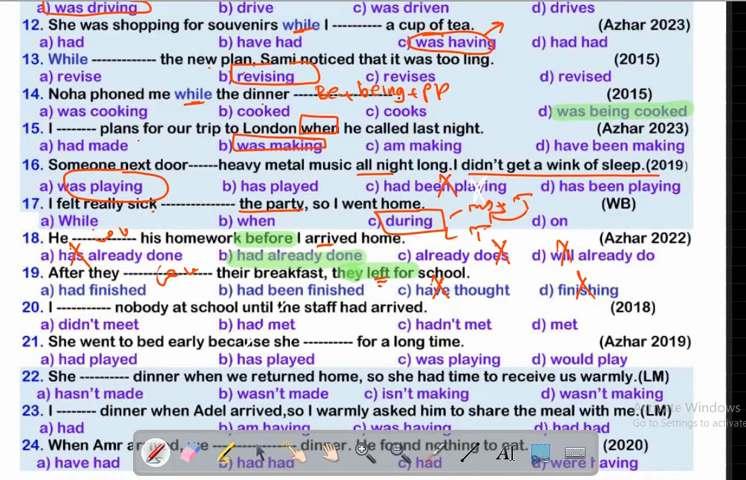 a) was driving b) drive c) was driven d) drives
12. She was shopping for souvenirs while I ---------- a cup of tea. (Azhar 2023)
a) had b) have had c) was having d) had had
13. While ------------- the new plan, Sami noticed that it was too ling. (2015)
a) revise b) revising c) revises d) revised
Be + being + PP
14. Noha phoned me while the dinner ---------- (2015)
a) was cooking b) cooked c) cooks d) was being cooked
15. I -------- plans for our trip to London when he called last night. (Azhar 2023)
a) had made b) was making c) am making d) have been making
16. Someone next door------heavy metal music all night long. I didn't get a wink of sleep.(2019)
a) was playing b) has played c) had been playing d) has been playing
17. I felt really sick ---------- the party, so I went home. (WB)
a) While b) when c) during d) on
18. He ------------ his homework before I arrived home. (Azhar 2022)
a) has already done b) had already done c) already does d) will already do
19. After they ---------------- their breakfast, they left for school.
a) had finished b) had been finished c) have thought d) finishing
20. I ---------- nobody at school until the staff had arrived. (2018)
a) didn't meet b) had met c) hadn't met d) met
21. She went to bed early because she ---------- for a long time. (Azhar 2019)
a) had played b) has played c) was playing d) would play
22. She ---------- dinner when we returned home, so she had time to receive us warmly.(LM)
a) hasn't made b) wasn't made c) isn't making d) wasn't making
23. I -------- dinner when Adel arrived,so I warmly asked him to share the meal with me.(LM)
a) had b) am having c) was having d) had had
Activate Windows
Go to Settings to activate
24. When Amr arrived, we ---------------- dinner. He found nothing to eat. (2020)
a) have had b) had had c) had d) were having